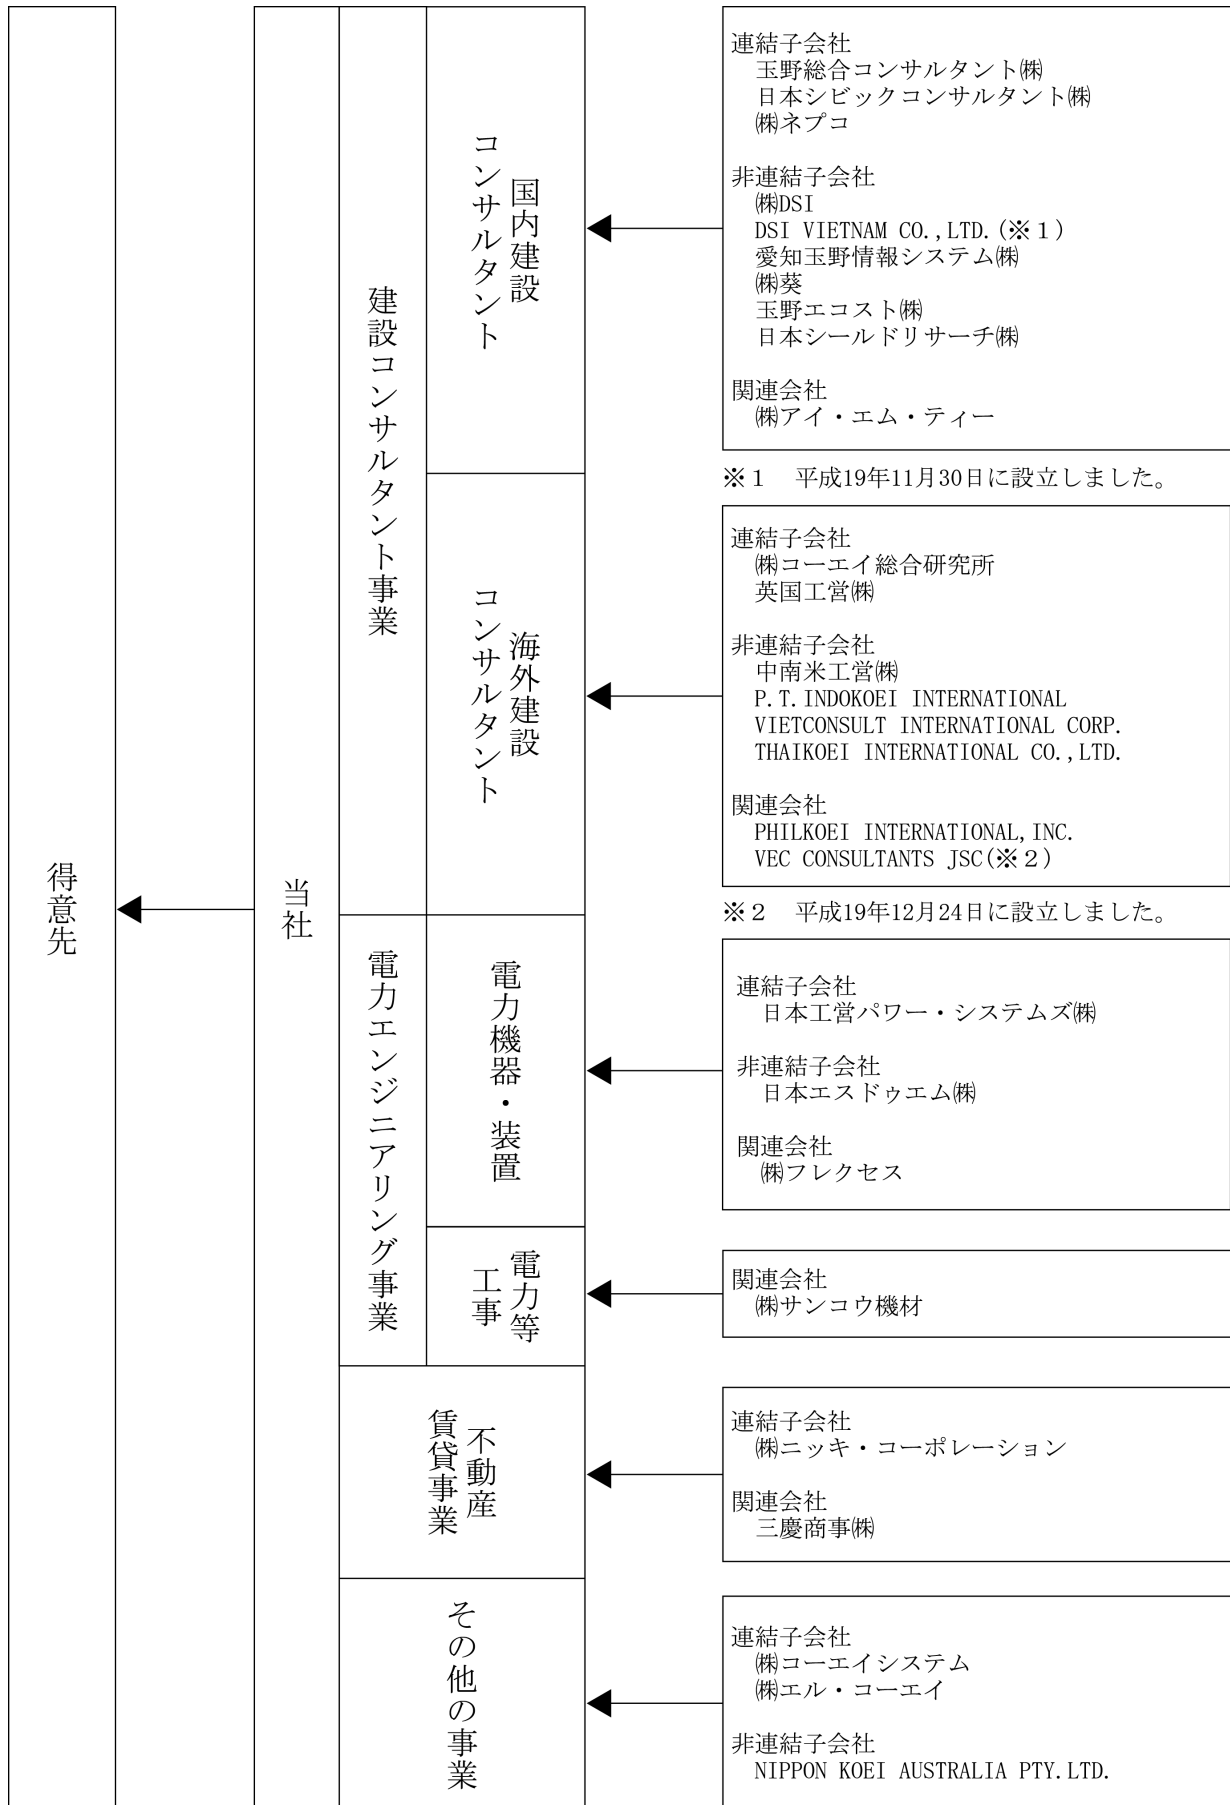 得意先
当社
建設コンサルタント事業
国内建設
コンサルタント
連結子会社
玉野総合コンサルタント㈱
日本シビックコンサルタント㈱
㈱ネプコ
非連結子会社
㈱DSI
DSI VIETNAM CO.,LTD.(※１)
愛知玉野情報システム㈱
㈱葵
玉野エコスト㈱
日本シールドリサーチ㈱
関連会社
㈱アイ・エム・ティー
※１　平成19年11月30日に設立しました。
海外建設
コンサルタント
連結子会社
㈱コーエイ総合研究所
英国工営㈱
非連結子会社
中南米工営㈱
P.T.INDOKOEI INTERNATIONAL
VIETCONSULT INTERNATIONAL CORP.
THAIKOEI INTERNATIONAL CO.,LTD.
関連会社
PHILKOEI INTERNATIONAL,INC.
VEC CONSULTANTS JSC(※２)
※２　平成19年12月24日に設立しました。
電力エンジニアリング事業
電力機器・装置
連結子会社
日本工営パワー・システムズ㈱
非連結子会社
日本エスドゥエム㈱
関連会社
㈱フレクセス
電力等
工事
関連会社
㈱サンコウ機材
不動産
賃貸事業
連結子会社
㈱ニッキ・コーポレーション
関連会社
三慶商事㈱
その他の事業
連結子会社
㈱コーエイシステム
㈱エル・コーエイ
非連結子会社
NIPPON KOEI AUSTRALIA PTY.LTD.